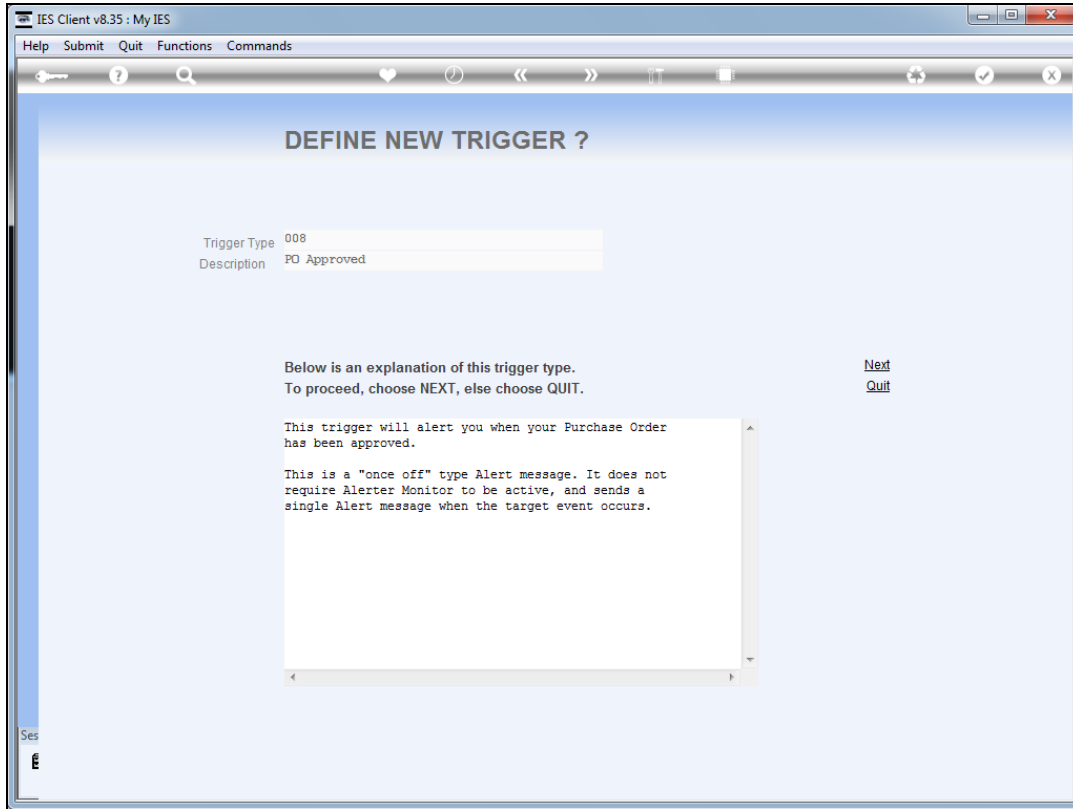 IES Client v8.35 : My IES
Help Submit Quit Functions Commands
DEFINE NEW TRIGGER ?
Trigger Type 008
Description PO Approved
Below is an explanation of this trigger type.
To proceed, choose NEXT, else choose QUIT.
Next
Quit
This trigger will alert you when your Purchase Order
has been approved.
This is a "once off" type Alert message. It does not
require Alerter Monitor to be active, and sends a
single Alert message when the target event occurs.
Ses